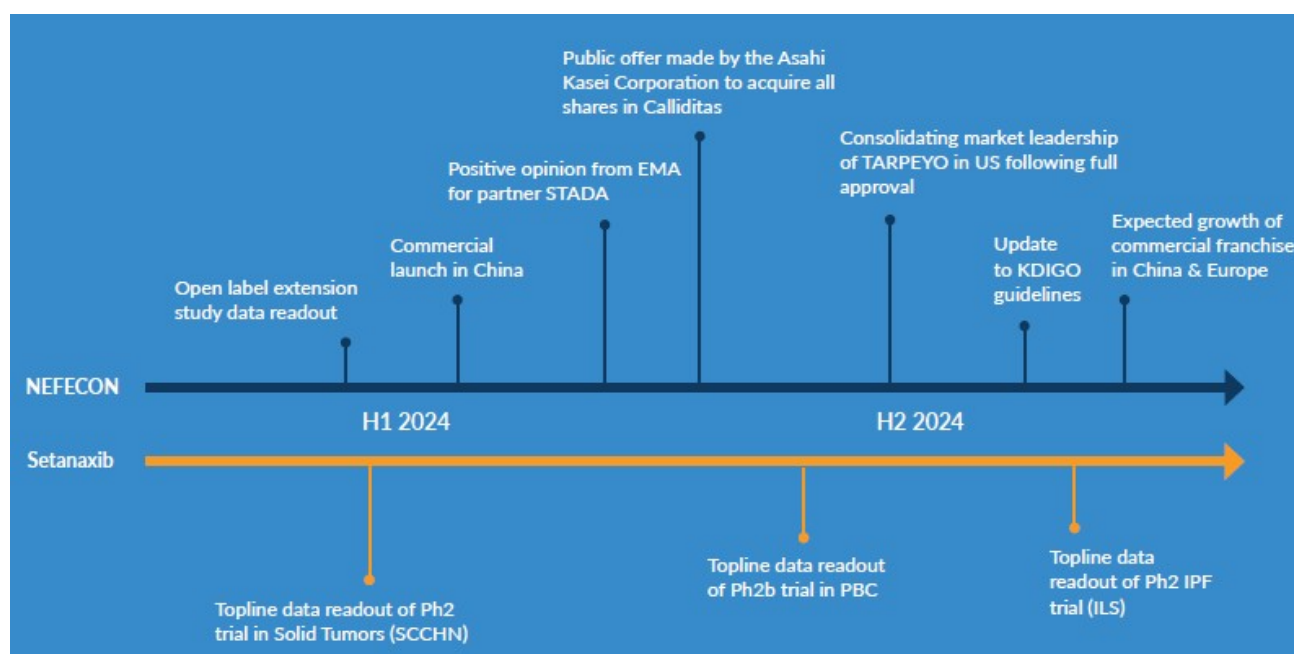 Public offer made by the Asahi
Kasei Corporation to acquire all
shares in Calliditas
Consolidating market leadership
of TARPEYO in US following full
approval
Positive opinion from EMA
for partner STADA
Expected growth of
commercial franchise
in China & Europe
Update
to KDIGO
guidelines
Commercial
launch in China
Open label extension
study data readout
NEFECON
H1 2024
H2 2024
Setanaxib
Topline data readout
of Ph2b trial in PBC
Topline data
readout of Ph2 IPF
trial (ILS)
Topline data readout of Ph2
trial in Solid Tumors (SCCHN)